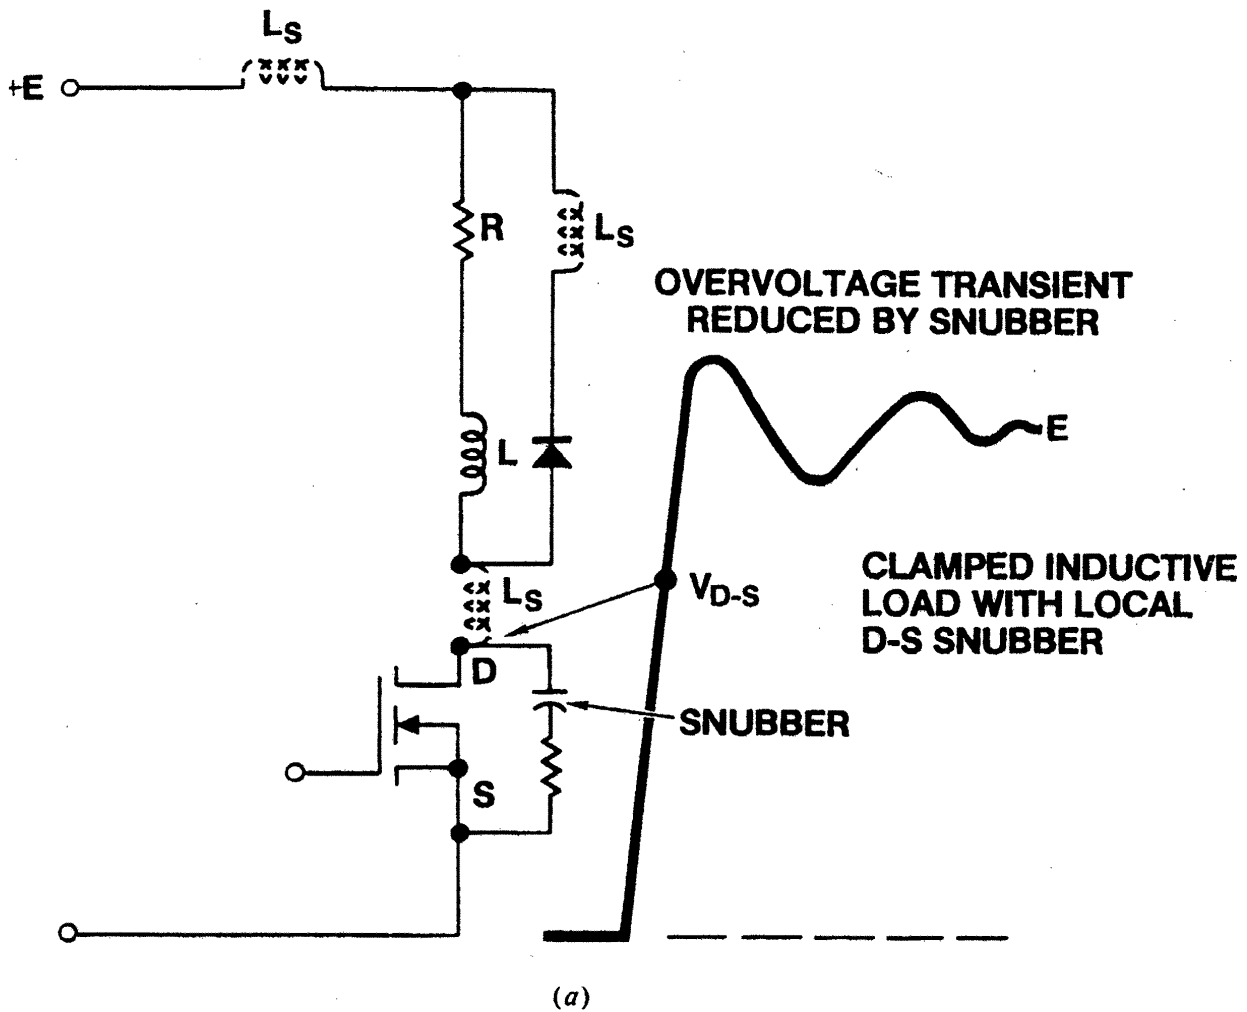 LS
+E
R
LS
OVERVOLTAGE TRANSIENT
REDUCED BY SNUBBER
E
L
LS
VD-S
CLAMPED INDUCTIVE
LOAD WITH LOCAL
D-S SNUBBER
D
SNUBBER
S
(a)